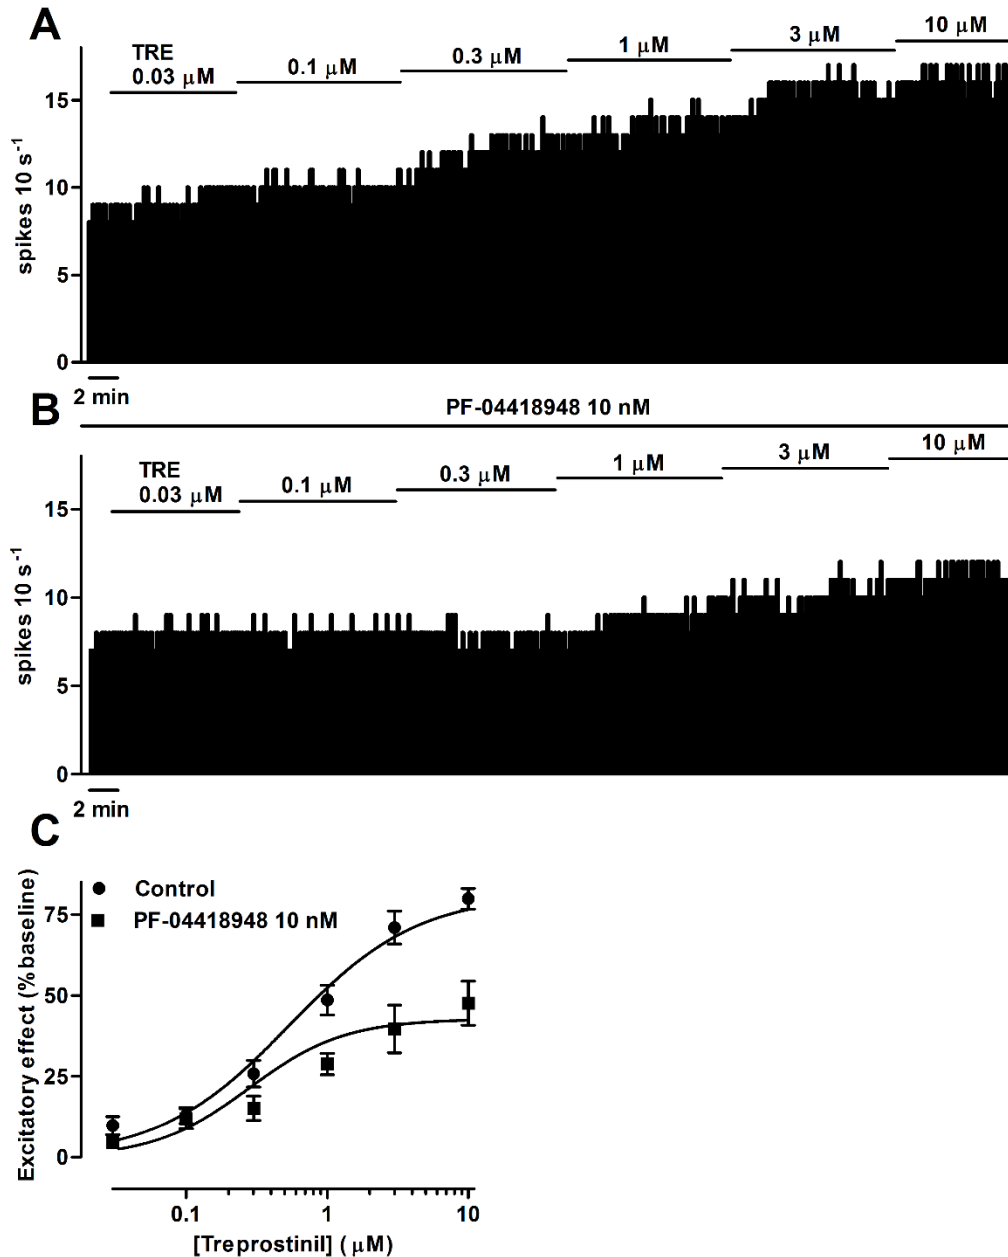 A
TRE
0.03 μM
0.1 μM
0.3 μM
1 μM
3 μM
10 μM
15
10
5
0
spikes 10 s⁻¹
2 min
B
PF-04418948 10 nM
TRE
0.03 μM
0.1 μM
0.3 μM
1 μM
3 μM
10 μM
15
10
5
0
spikes 10 s⁻¹
2 min
C
Control
PF-04418948 10 nM
75
50
25
0
Excitatory effect (% baseline)
0.1
1
10
[Treprostinil] (μM)